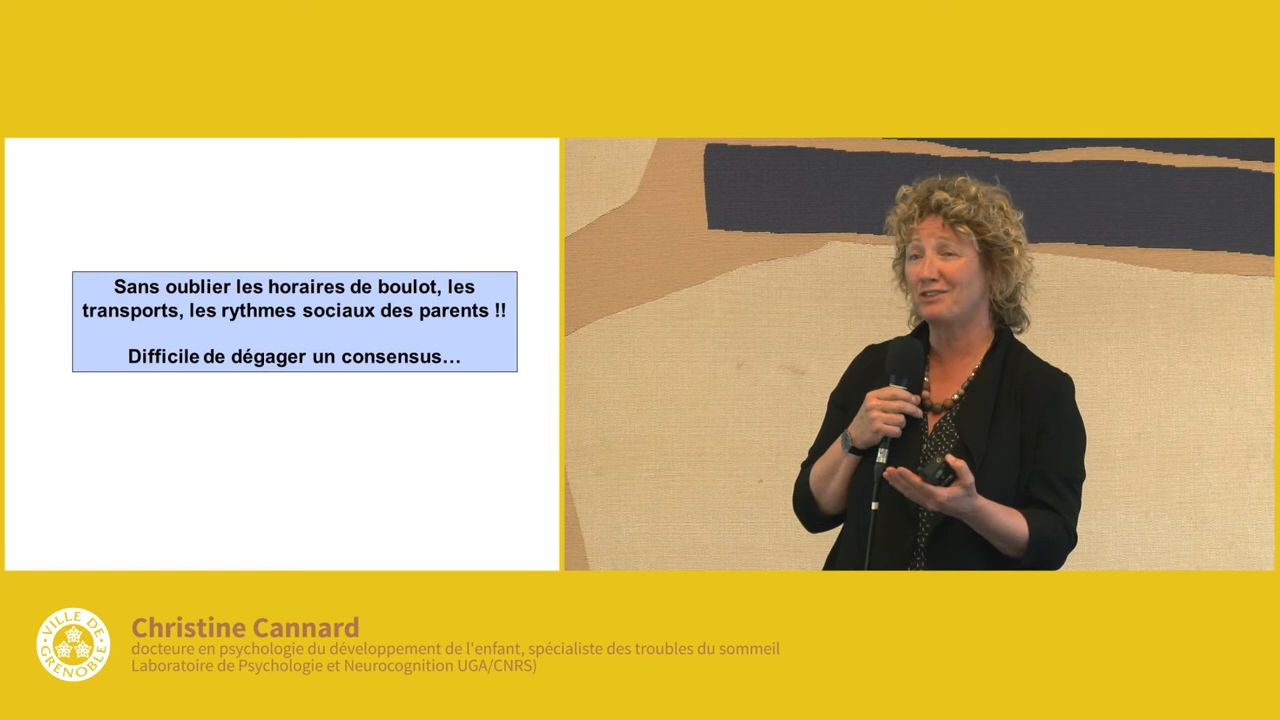 Sans oublier les horaires de boulot, les
transports, les rythmes sociaux des parents !!
Difficile de dégager un consensus…
VILLE DE
GRENOBLE
Christine Cannard
docteure en psychologie du développement de l'enfant, spécialiste des troubles du sommeil
Laboratoire de Psychologie et Neurocognition UGA/CNRS)